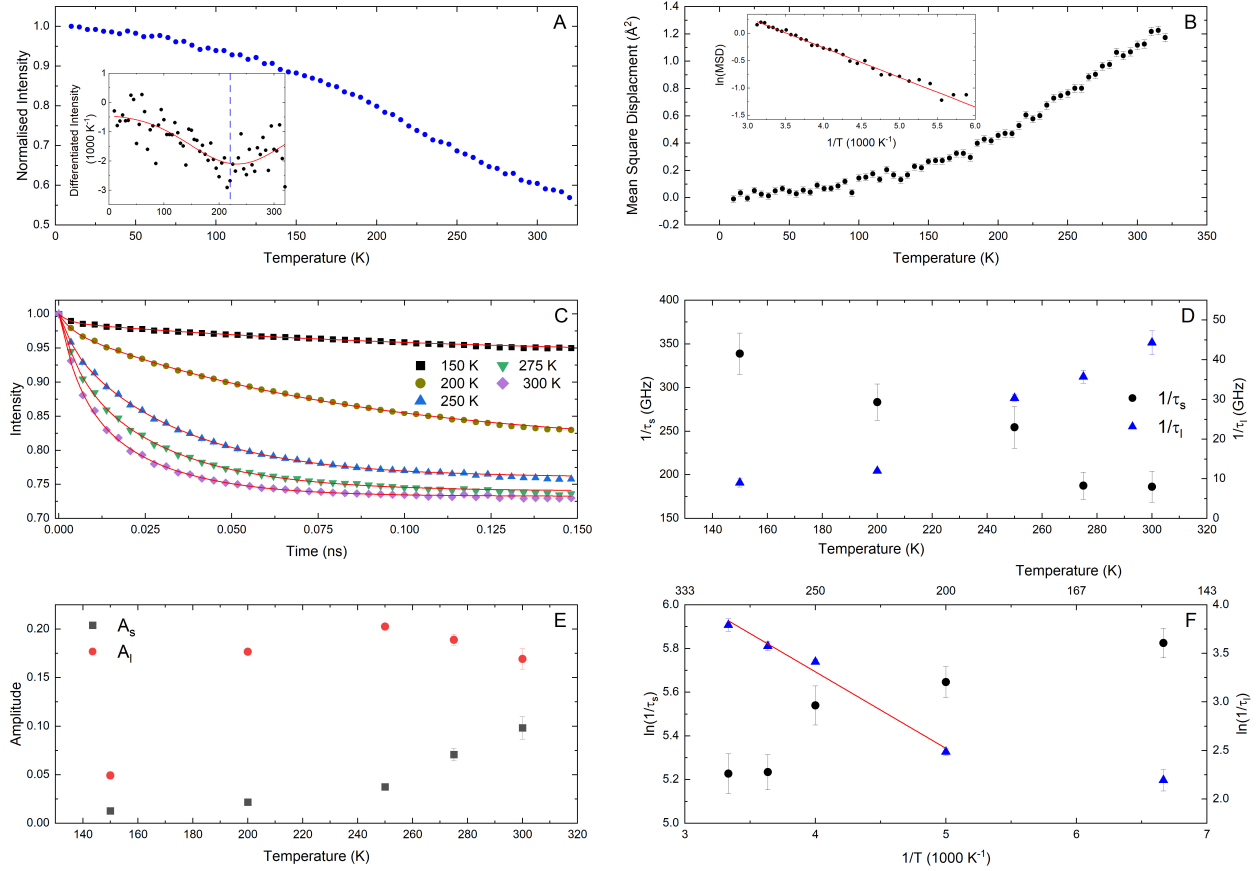 A
1.0
0.9
0.8
0.7
0.6
0.5
Normalised Intensity
0 50 100 150 200 250 300
Temperature (K)
Differentiated Intensity
(1000 K-1)
0
-1
-2
-3
0 100 200 300
B
1.4
1.2
1.0
0.8
0.6
0.4
0.2
0.0
-0.2
Mean Square Displacment (Å2)
-50 0 50 100 150 200 250 300 350
Temperature (K)
ln(MSD)
0.0
-0.5
-1.0
-1.5
3.0 3.5 4.0 4.5 5.0 5.5 6.0
1/T (1000 K-1)
C
1.00
0.95
0.90
0.85
0.80
0.75
0.70
Intensity
150 K 275 K
200 K 300 K
250 K
0.000 0.025 0.050 0.075 0.100 0.125 0.150
Time (ns)
D
400
350
300
250
200
150
1/τs (GHz)
50
40
30
20
10
0
1/τl (GHz)
1/τs
1/τl
140 160 180 200 220 240 260 280 300 320
Temperature (K)
E
0.20
0.15
0.10
0.05
0.00
Amplitude
As
Al
140 160 180 200 220 240 260 280 300 320
Temperature (K)
Temperature (K)
333 250 200 167 143
F
6.0
5.8
5.6
5.4
5.2
5.0
ln(1/τs)
4.0
3.5
3.0
2.5
2.0
ln(1/τl)
3 4 5 6 7
1/T (1000 K-1)